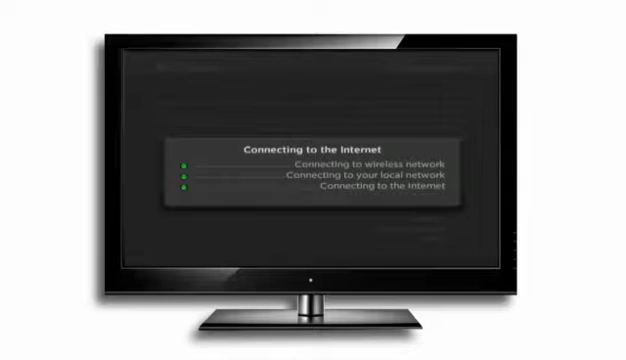 Connecting to the Internet
Connecting to wireless network
Connecting to your local network
Connecting to the Internet